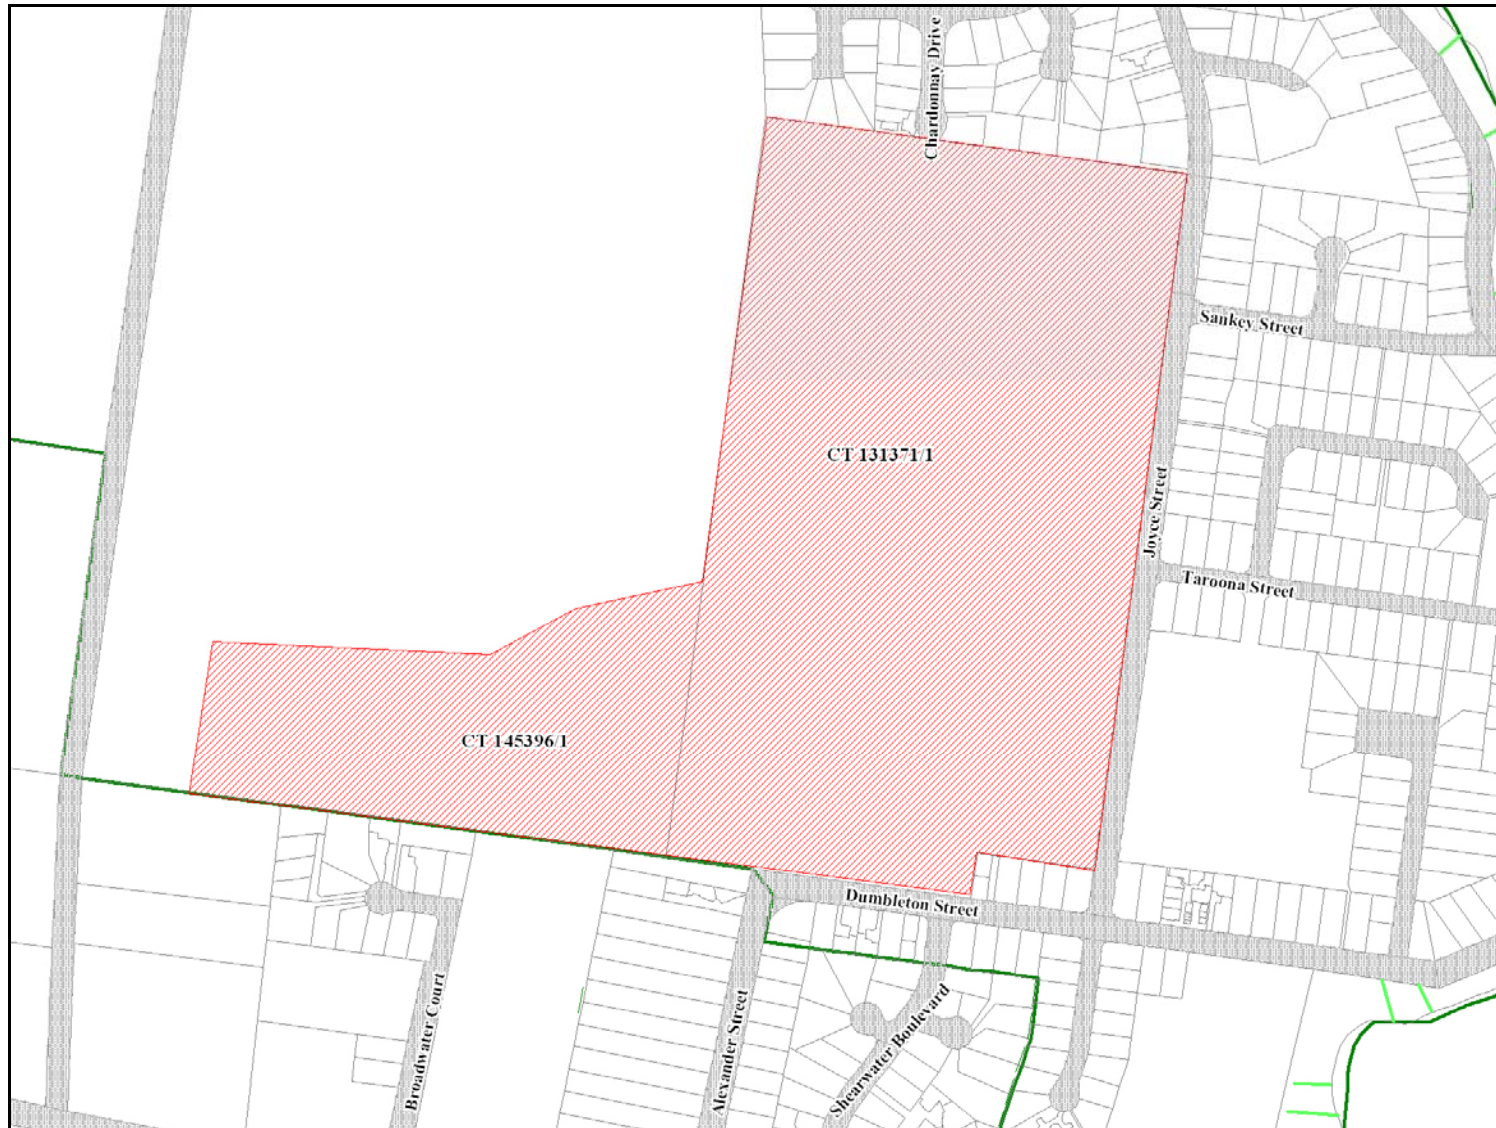 Chardonnay Drive
Sankey Street
CT 131371/1
Joyce Street
Taroona Street
CT 145396/1
Dumbleton Street
Broadwater Court
Alexander Street
Shearwater Boulevard